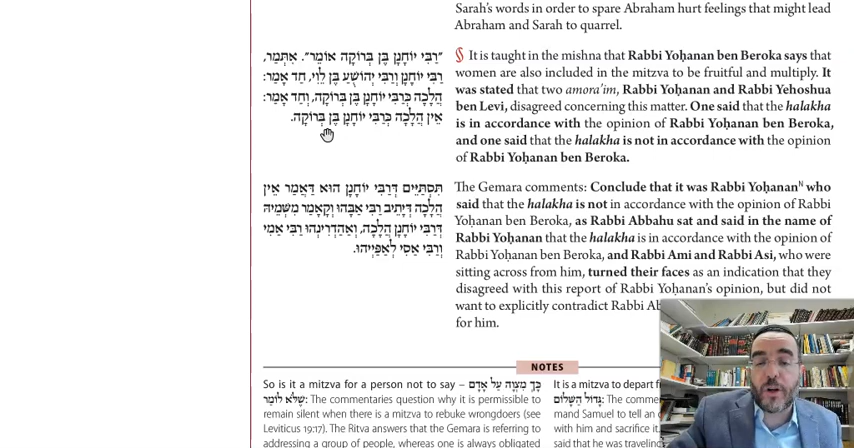 Sarah's words in order to spare Abraham hurt feelings that might lead
Abraham and Sarah to quarrel.
״רַבִּי יוֹחָנָן בֶּן בְּרוֹקָה אוֹמֵר״. אִתְּמַר,
רַבִּי יוֹחָנָן וְרַבִּי יְהוֹשֻׁעַ בֶּן לֵוִי, חַד אָמַר:
הֲלָכָה כְּרַבִּי יוֹחָנָן בֶּן בְּרוֹקָה, וְחַד אָמַר:
אֵין הֲלָכָה כְּרַבִּי יוֹחָנָן בֶּן בְּרוֹקָה.
§ It is taught in the mishna that Rabbi Yoḥanan ben Beroka says that
women are also included in the mitzva to be fruitful and multiply. It
was stated that two amora'im, Rabbi Yoḥanan and Rabbi Yehoshua
ben Levi, disagreed concerning this matter. One said that the halakha
is in accordance with the opinion of Rabbi Yoḥanan ben Beroka,
and one said that the halakha is not in accordance with the opinion
of Rabbi Yoḥanan ben Beroka.
תִּסְתַּיֵּים דְּרַבִּי יוֹחָנָן הוּא דַּאֲמַר אֵין
הֲלָכָה דְּיָתֵיב רַבִּי אֲבָהוּ וְקָאָמַר מִשְּׁמֵיהּ
דְּרַבִּי יוֹחָנָן הֲלָכָה, וְאַהְדְרִינְהוּ רַבִּי אַמֵּי
וְרַבִּי אַסִּי לְאַפַּיְיהוּ.
The Gemara comments: Conclude that it was Rabbi YoḥananN who
said that the halakha is not in accordance with the opinion of Rabbi
Yoḥanan ben Beroka, as Rabbi Abbahu sat and said in the name of
Rabbi Yoḥanan that the halakha is in accordance with the opinion of
Rabbi Yoḥanan ben Beroka, and Rabbi Ami and Rabbi Asi, who were
sitting across from him, turned their faces as an indication that they
disagreed with this report of Rabbi Yoḥanan's opinion, but did not
want to explicitly contradict Rabbi Ab
for him.
NOTES
So is it a mitzva for a person not to say – כָּךְ מִצְוָה עַל אָדָם
שֶׁלֹּא לוֹמַר: The commentaries question why it is permissible to
remain silent when there is a mitzva to rebuke wrongdoers (see
Leviticus 19:17). The Ritva answers that the Gemara is referring to
addressing a group of people, whereas one is always obligated
It is a mitzva to depart f
גָּדוֹל הַשָּׁלוֹם: The comme
mand Samuel to tell an
with him and sacrifice it.
said that he was travelin